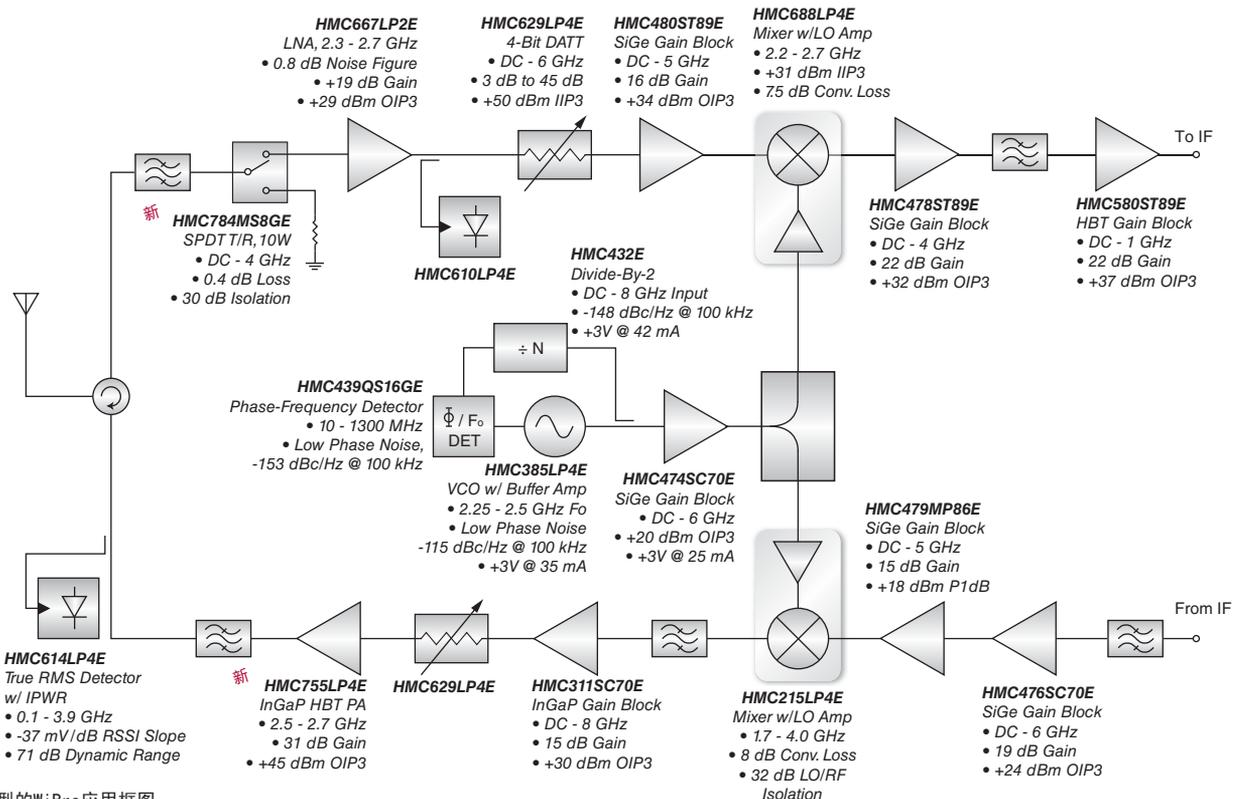 HMC667LP2E
LNA, 2.3 - 2.7 GHz
• 0.8 dB Noise Figure
• +19 dB Gain
• +29 dBm OIP3
HMC629LP4E
4-Bit DATT
• DC - 6 GHz
• 3 dB to 45 dB
• +50 dBm IIP3
HMC480ST89E
SiGe Gain Block
• DC - 5 GHz
• 16 dB Gain
• +34 dBm OIP3
HMC688LP4E
Mixer w/LO Amp
• 2.2 - 2.7 GHz
• +31 dBm IIP3
• 7.5 dB Conv. Loss
To IF
新
HMC784MS8GE
SPDT T/R, 10W
• DC - 4 GHz
• 0.4 dB Loss
• 30 dB Isolation
HMC610LP4E
HMC478ST89E
SiGe Gain Block
• DC - 4 GHz
• 22 dB Gain
• +32 dBm OIP3
HMC580ST89E
HBT Gain Block
• DC - 1 GHz
• 22 dB Gain
• +37 dBm OIP3
HMC432E
Divide-By-2
• DC - 8 GHz Input
• -148 dBc/Hz @ 100 kHz
• +3V @ 42 mA
÷ N
HMC439QS16GE
Phase-Frequency Detector
• 10 - 1300 MHz
• Low Phase Noise,
-153 dBc/Hz @ 100 kHz
Φ / Fo
DET
HMC385LP4E
VCO w/ Buffer Amp
• 2.25 - 2.5 GHz Fo
• Low Phase Noise
-115 dBc/Hz @ 100 kHz
• +3V @ 35 mA
HMC474SC70E
SiGe Gain Block
• DC - 6 GHz
• +20 dBm OIP3
• +3V @ 25 mA
HMC479MP86E
SiGe Gain Block
• DC - 5 GHz
• 15 dB Gain
• +18 dBm P1dB
From IF
HMC614LP4E
True RMS Detector
w/ IPWR
• 0.1 - 3.9 GHz
• -37 mV/dB RSSI Slope
• 71 dB Dynamic Range
新
HMC755LP4E
InGaP HBT PA
• 2.5 - 2.7 GHz
• 31 dB Gain
• +45 dBm OIP3
HMC629LP4E
HMC311SC70E
InGaP Gain Block
• DC - 8 GHz
• 15 dB Gain
• +30 dBm OIP3
HMC215LP4E
Mixer w/LO Amp
• 1.7 - 4.0 GHz
• 8 dB Conv. Loss
• 32 dB LO/RF
Isolation
HMC476SC70E
SiGe Gain Block
• DC - 6 GHz
• 19 dB Gain
• +24 dBm OIP3